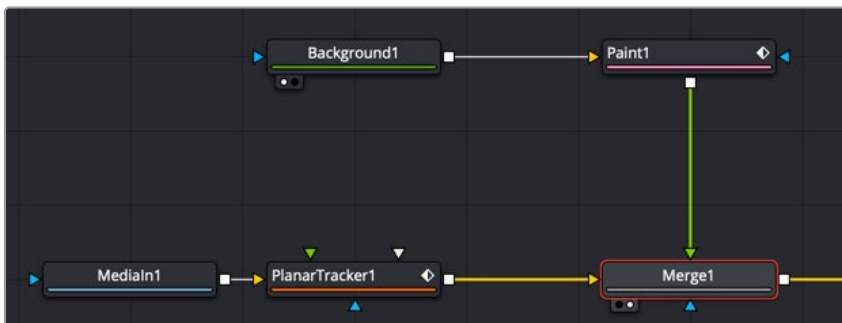 Background1
Paint1
MediaIn1
PlanarTracker1
Merge1